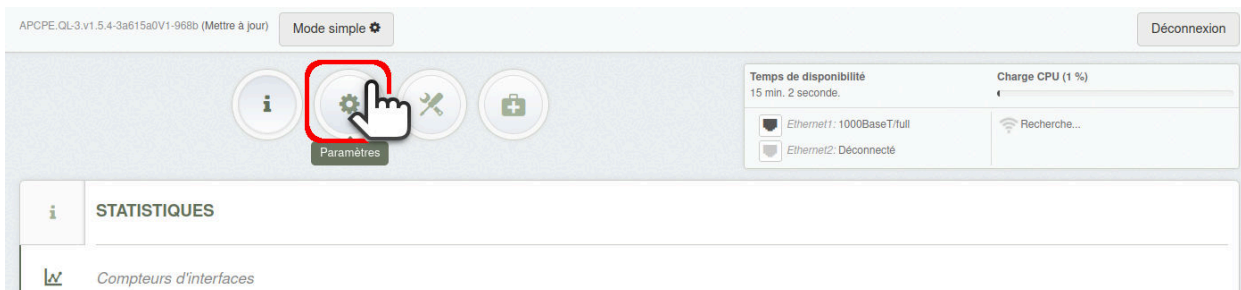 APCPE.QL-3.v1.5.4-3a615a0V1-968b (Mettre à jour)
Mode simple
Déconnexion
Paramètres
Temps de disponibilité
15 min. 2 seconde.
Charge CPU (1 %)
Ethernet1: 1000BaseT/full
Ethernet2: Déconnecté
Recherche...
STATISTIQUES
Compteurs d'interfaces